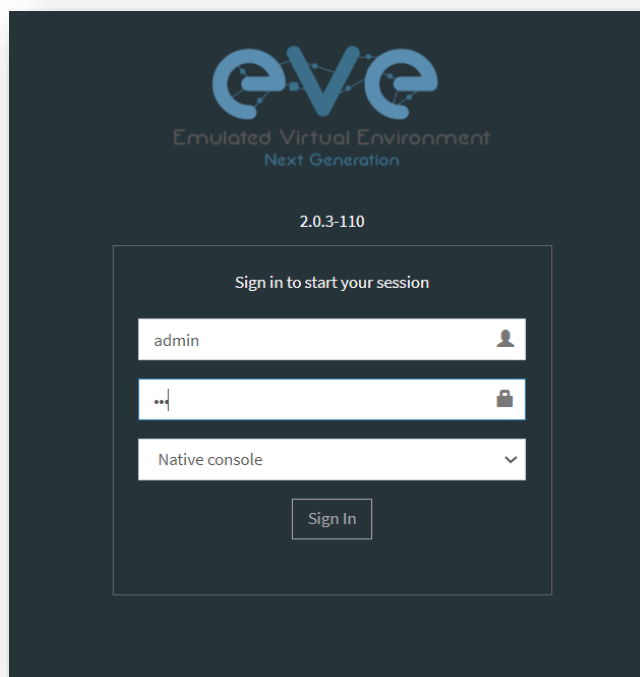 eve
Emulated Virtual Environment
Next Generation
2.0.3-110
Sign in to start your session
admin
•••
Native console
Sign In